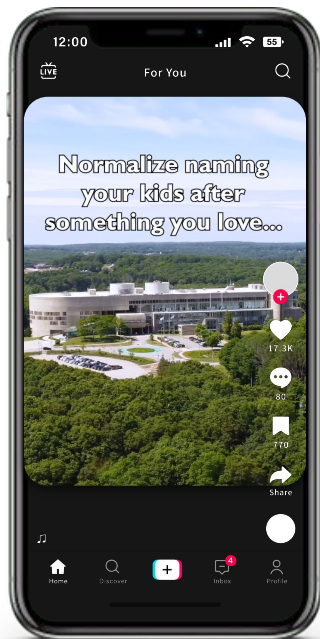 12:00
55
LIVE
For You
Normalize naming
your kids after
something you love...
17.3K
80
770
Share
4
Home
Discover
Inbox
Profile